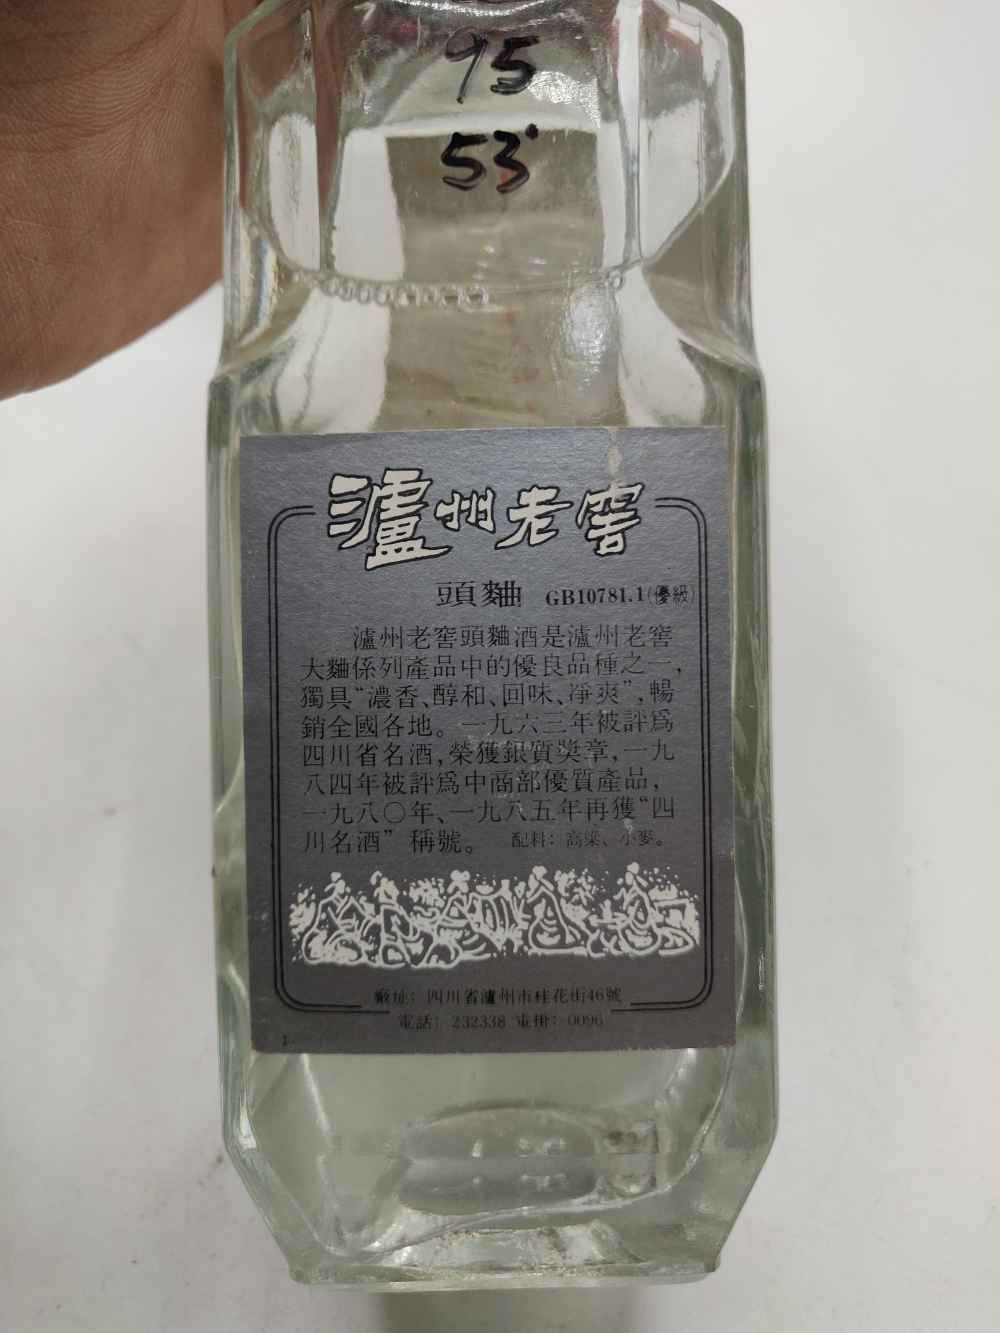 95
53°
瀘州老窖
頭麯 GB10781.1(優級)
瀘州老窖頭麯酒是瀘州老窖
大麯係列產品中的優良品種之一，
獨具“濃香、醇和、回味、淨爽”，暢
銷全國各地。一九六三年被評爲
四川省名酒，榮獲銀質奬章，一九
八四年被評爲中商部優質產品，
一九八〇年、一九八五年再獲“四
川名酒”稱號。 配料：高粱、小麥。
廠址：四川省瀘州市桂花街46號
電話：232338 電掛：0096